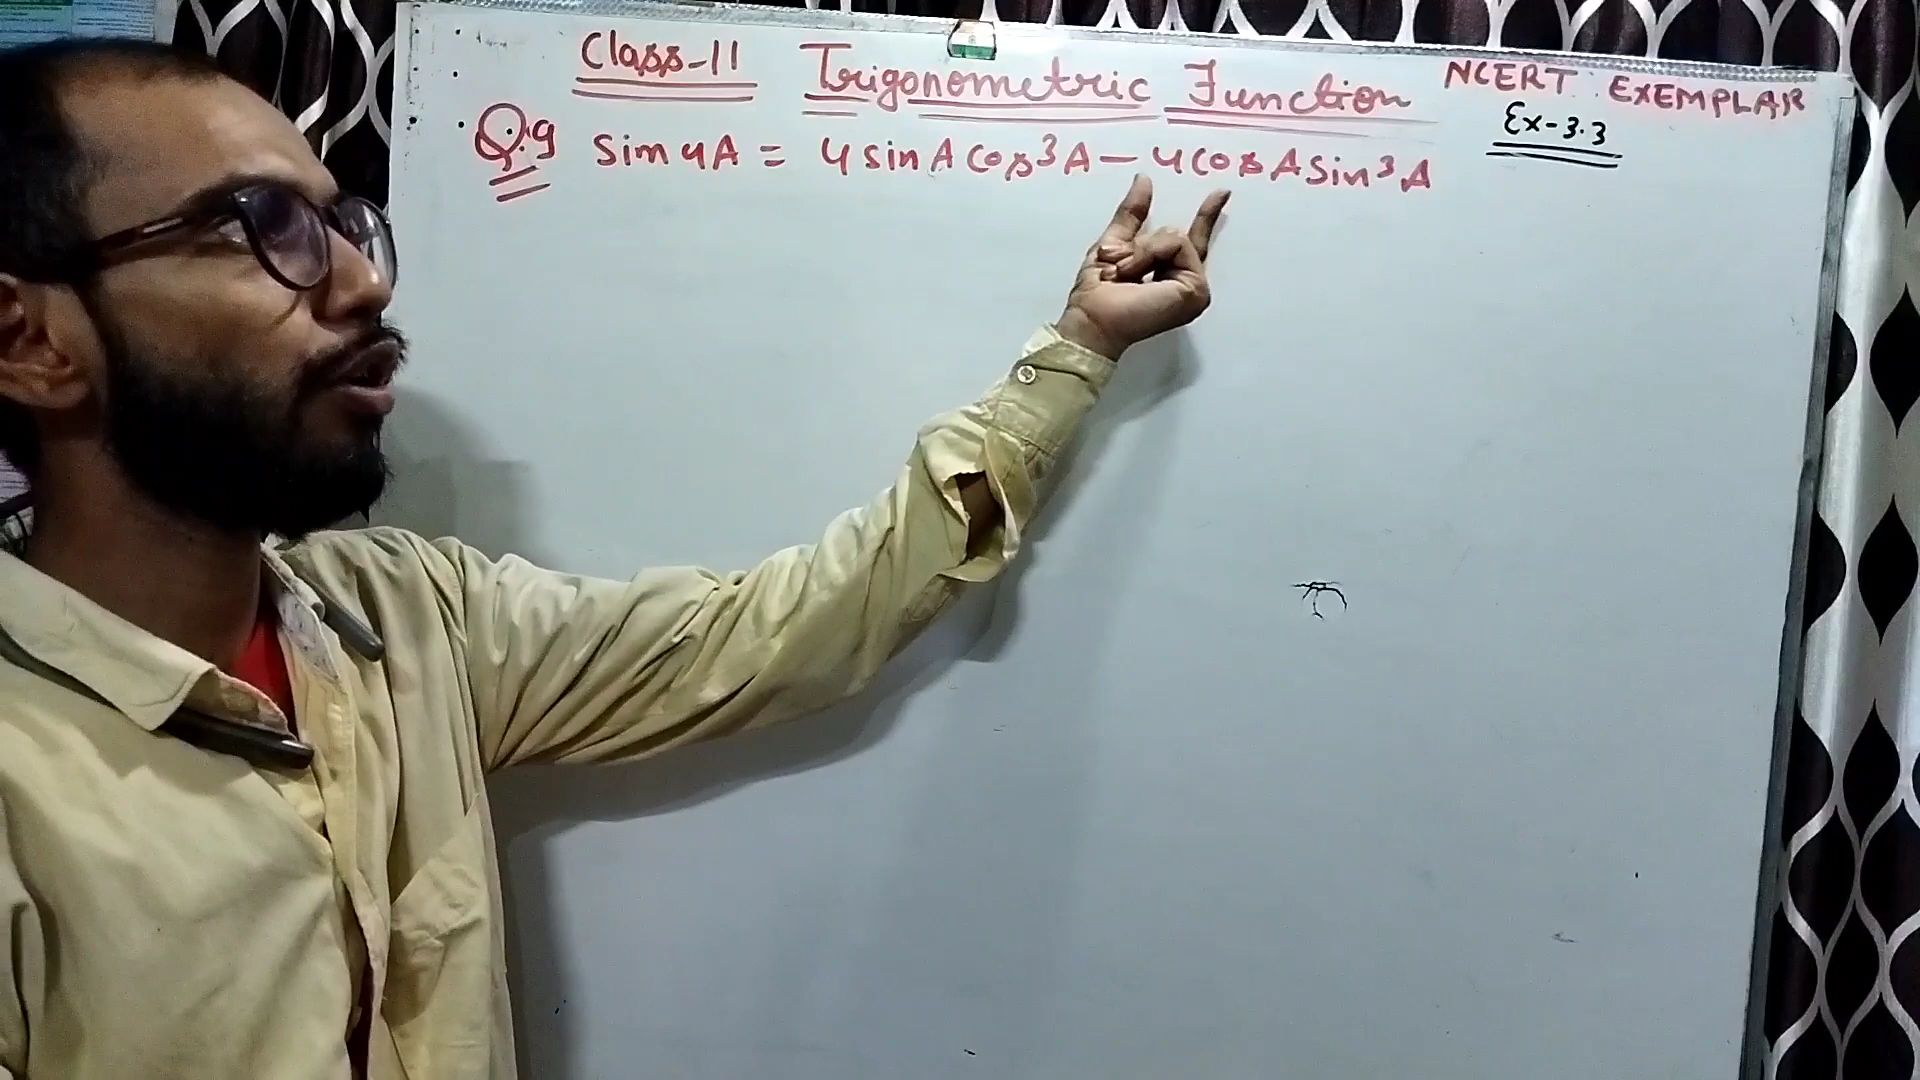 Class-11 Trigonometric Function NCERT EXEMPLAR
Ex-3.3
Q.9 sin 4A = 4 sin A cos³A - 4 cos A sin³A